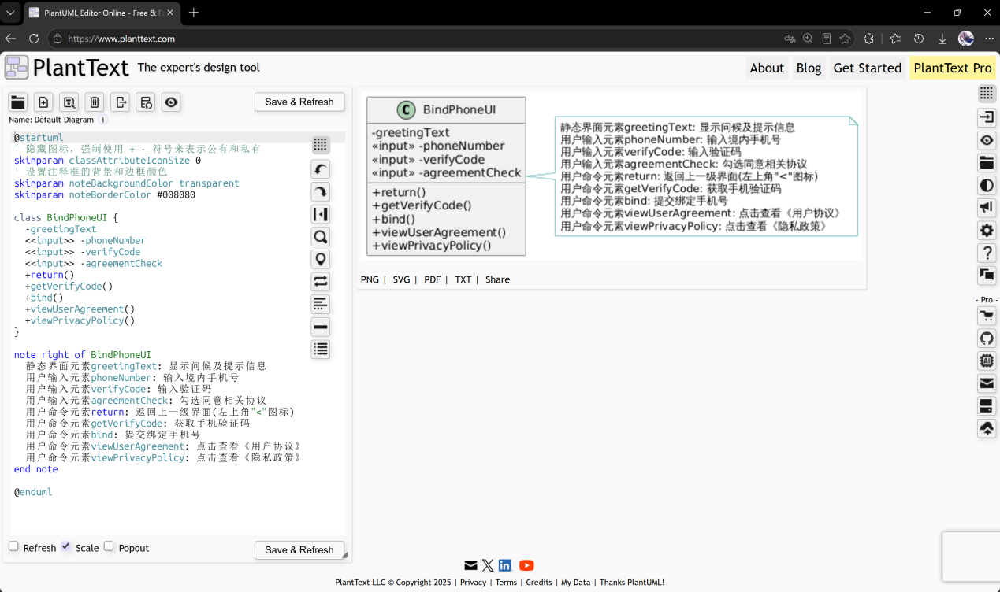 PlantUML Editor Online - Free & F
https://www.planttext.com
PlantText
The expert's design tool
About
Blog
Get Started
PlantText Pro
Save & Refresh
Name: Default Diagram
@startuml
' 隐藏图标，强制使用 + - 符号来表示公有和私有
skinparam classAttributeIconSize 0
' 设置注释框的背景和边框颜色
skinparam noteBackgroundColor transparent
skinparam noteBorderColor #008080
class BindPhoneUI {
-greetingText
<<input>> -phoneNumber
<<input>> -verifyCode
<<input>> -agreementCheck
+return()
+getVerifyCode()
+bind()
+viewUserAgreement()
+viewPrivacyPolicy()
}
note right of BindPhoneUI
静态界面元素greetingText: 显示问候及提示信息
用户输入元素phoneNumber: 输入境内手机号
用户输入元素verifyCode: 输入验证码
用户输入元素agreementCheck: 勾选同意相关协议
用户命令元素return: 返回上一级界面(左上角"<"图标)
用户命令元素getVerifyCode: 获取手机验证码
用户命令元素bind: 提交绑定手机号
用户命令元素viewUserAgreement: 点击查看《用户协议》
用户命令元素viewPrivacyPolicy: 点击查看《隐私政策》
end note
@enduml
Refresh
Scale
Popout
Save & Refresh
C BindPhoneUI
-greetingText
«input» -phoneNumber
«input» -verifyCode
«input» -agreementCheck
+return()
+getVerifyCode()
+bind()
+viewUserAgreement()
+viewPrivacyPolicy()
静态界面元素greetingText: 显示问候及提示信息
用户输入元素phoneNumber: 输入境内手机号
用户输入元素verifyCode: 输入验证码
用户输入元素agreementCheck: 勾选同意相关协议
用户命令元素return: 返回上一级界面(左上角"<"图标)
用户命令元素getVerifyCode: 获取手机验证码
用户命令元素bind: 提交绑定手机号
用户命令元素viewUserAgreement: 点击查看《用户协议》
用户命令元素viewPrivacyPolicy: 点击查看《隐私政策》
PNG | SVG | PDF | TXT | Share
- Pro -
AI
PlantText LLC © Copyright 2025 | Privacy | Terms | Credits | My Data | Thanks PlantUML!